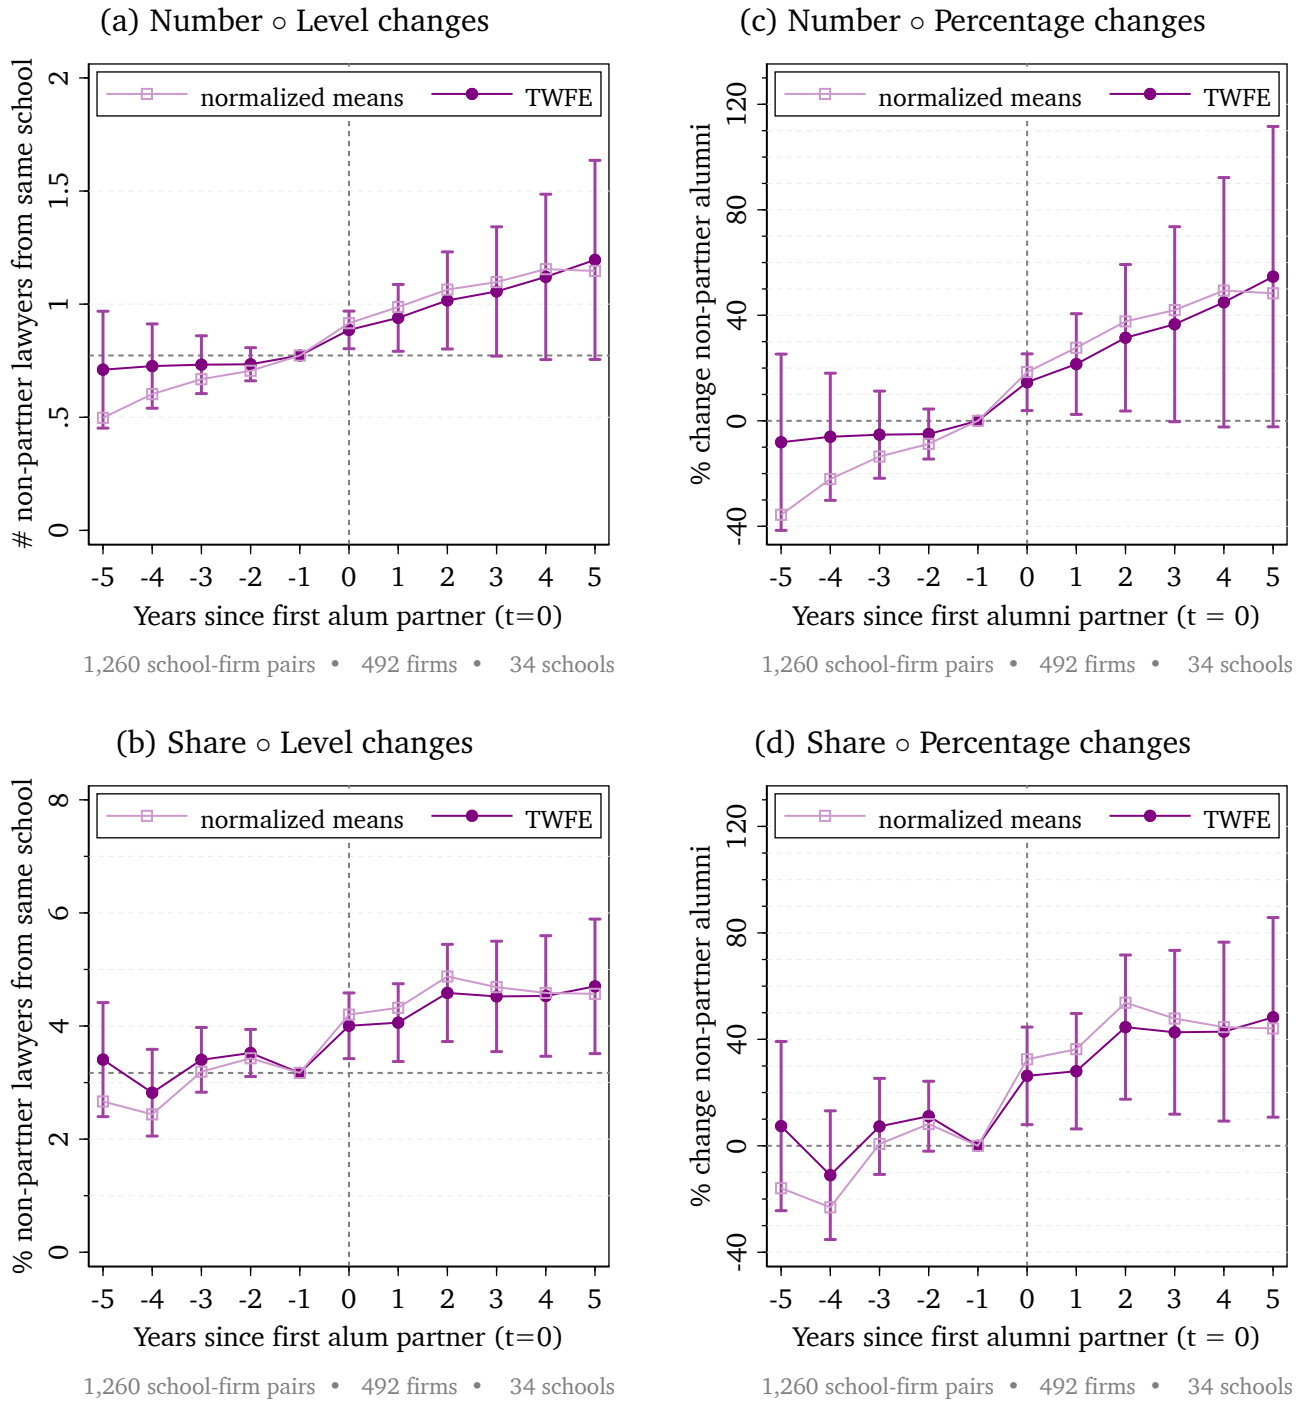 (a) Number ∘ Level changes
# non-partner lawyers from same school
2
1.5
1
.5
0
normalized means
TWFE
-5 -4 -3 -2 -1 0 1 2 3 4 5
Years since first alum partner (t=0)
1,260 school-firm pairs • 492 firms • 34 schools
(c) Number ∘ Percentage changes
% change non-partner alumni
120
80
40
0
-40
normalized means
TWFE
-5 -4 -3 -2 -1 0 1 2 3 4 5
Years since first alumni partner (t = 0)
1,260 school-firm pairs • 492 firms • 34 schools
(b) Share ∘ Level changes
% non-partner lawyers from same school
8
6
4
2
0
normalized means
TWFE
-5 -4 -3 -2 -1 0 1 2 3 4 5
Years since first alum partner (t=0)
1,260 school-firm pairs • 492 firms • 34 schools
(d) Share ∘ Percentage changes
% change non-partner alumni
120
80
40
0
-40
normalized means
TWFE
-5 -4 -3 -2 -1 0 1 2 3 4 5
Years since first alumni partner (t = 0)
1,260 school-firm pairs • 492 firms • 34 schools